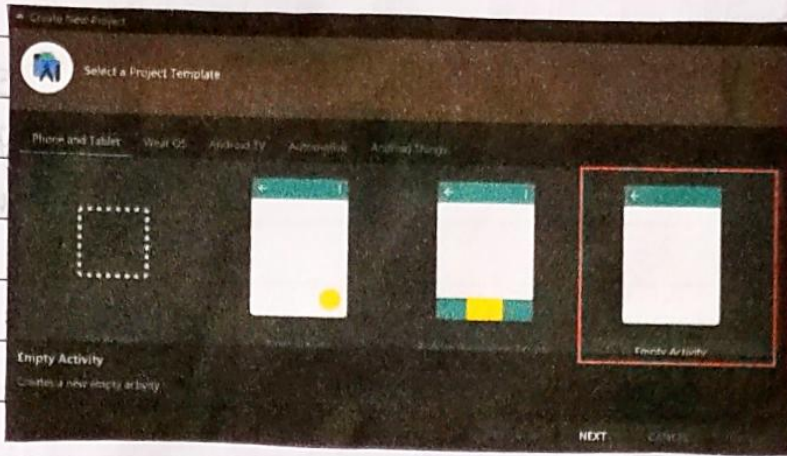 Create New Project
Select a Project Template
Phone and Tablet Wear OS Android TV Automotive Android Things
Empty Activity
Empty Activity
Creates a new empty activity
NEXT CANCEL